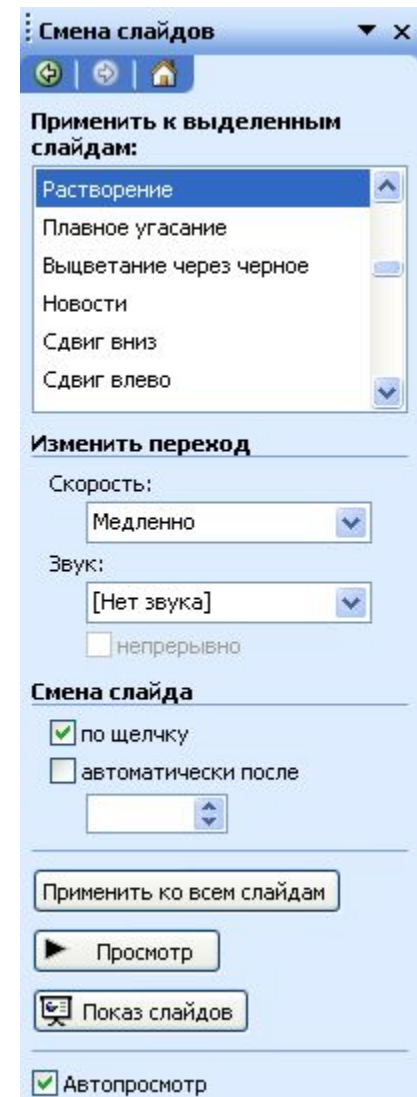 Смена слайдов
Применить к выделенным
слайдам:
Растворение
Плавное угасание
Выцветание через черное
Новости
Сдвиг вниз
Сдвиг влево
Изменить переход
Скорость:
Медленно
Звук:
[Нет звука]
непрерывно
Смена слайда
по щелчку
автоматически после
Применить ко всем слайдам
Просмотр
Показ слайдов
Автопросмотр